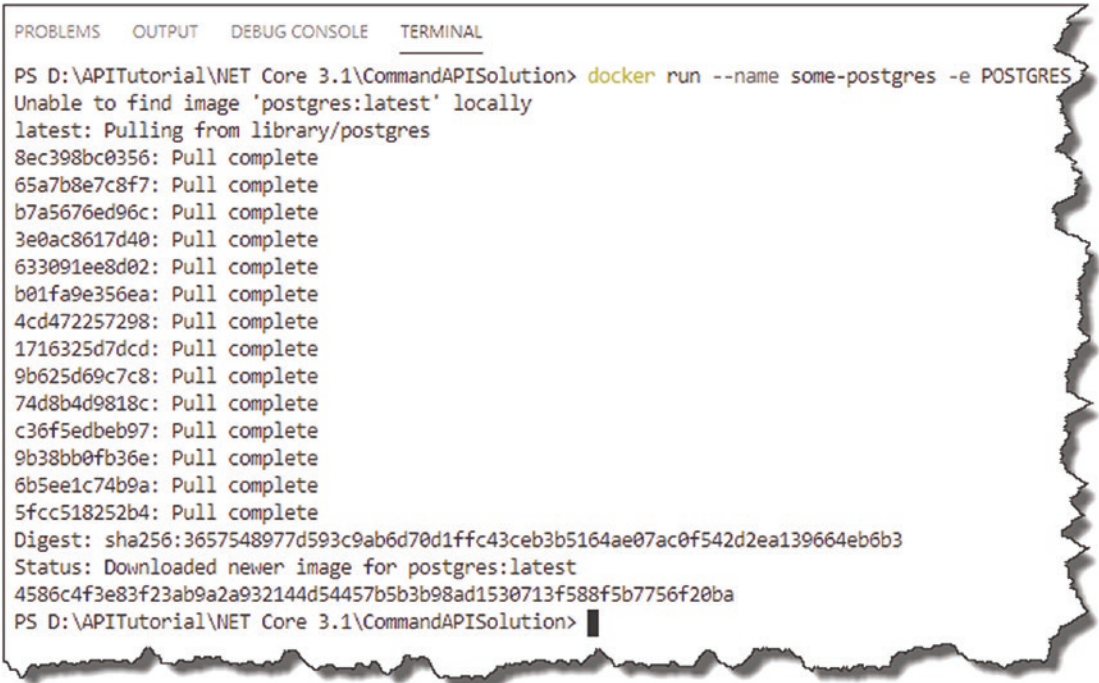 PROBLEMS OUTPUT DEBUG CONSOLE TERMINAL
PS D:\APITutorial\NET Core 3.1\CommandAPISolution> docker run --name some-postgres -e POSTGRES
Unable to find image 'postgres:latest' locally
latest: Pulling from library/postgres
8ec398bc0356: Pull complete
65a7b8e7c8f7: Pull complete
b7a5676ed96c: Pull complete
3e0ac8617d40: Pull complete
633091ee8d02: Pull complete
b01fa9e356ea: Pull complete
4cd472257298: Pull complete
1716325d7dcd: Pull complete
9b625d69c7c8: Pull complete
74d8b4d9818c: Pull complete
c36f5edbeb97: Pull complete
9b38bb0fb36e: Pull complete
6b5ee1c74b9a: Pull complete
5fcc518252b4: Pull complete
Digest: sha256:3657548977d593c9ab6d70d1ffc43ceb3b5164ae07ac0f542d2ea139664eb6b3
Status: Downloaded newer image for postgres:latest
4586c4f3e83f23ab9a2a932144d54457b5b3b98ad1530713f588f5b7756f20ba
PS D:\APITutorial\NET Core 3.1\CommandAPISolution>